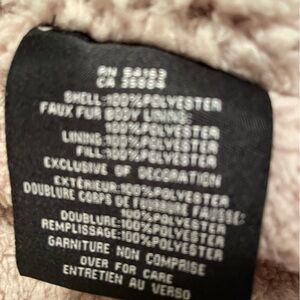 RN 54163
CA 39984
SHELL:100%POLYESTER
FAUX FUR BODY LINING:
100%POLYESTER
LINING:100%POLYESTER
FILL:100%POLYESTER
EXCLUSIVE OF DECORATION
EXTÉRIEUR:100%POLYESTER
DOUBLURE CORPS DE FOURRURE FAUSSE:
100%POLYESTER
DOUBLURE:100%POLYESTER
REMPLISSAGE:100%POLYESTER
GARNITURE NON COMPRISE
OVER FOR CARE
ENTRETIEN AU VERSO